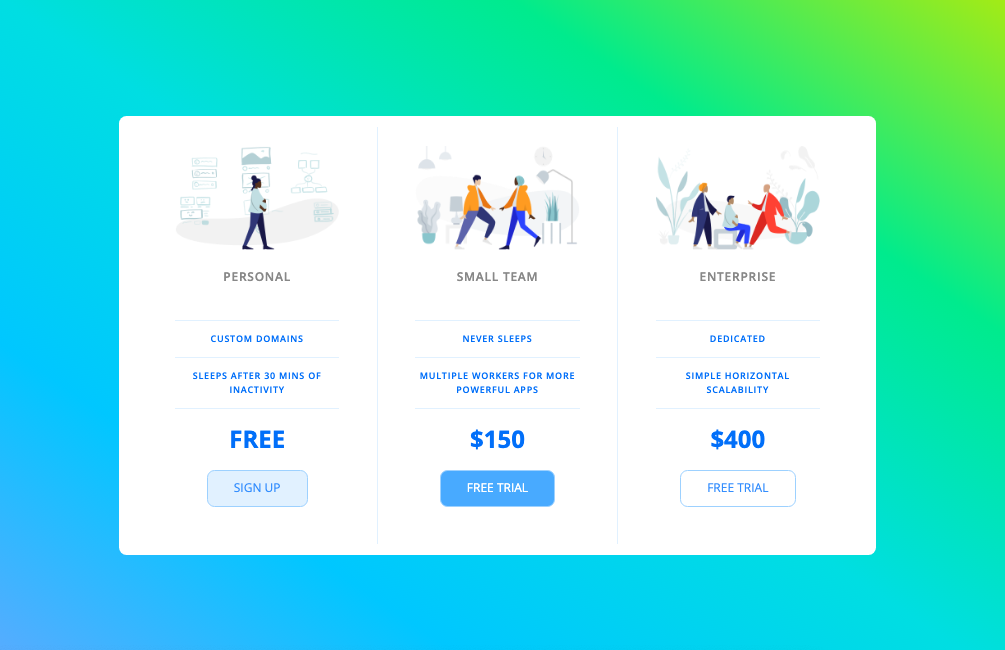 PERSONAL
CUSTOM DOMAINS
SLEEPS AFTER 30 MINS OF
INACTIVITY
FREE
SIGN UP
SMALL TEAM
NEVER SLEEPS
MULTIPLE WORKERS FOR MORE
POWERFUL APPS
$150
FREE TRIAL
ENTERPRISE
DEDICATED
SIMPLE HORIZONTAL
SCALABILITY
$400
FREE TRIAL